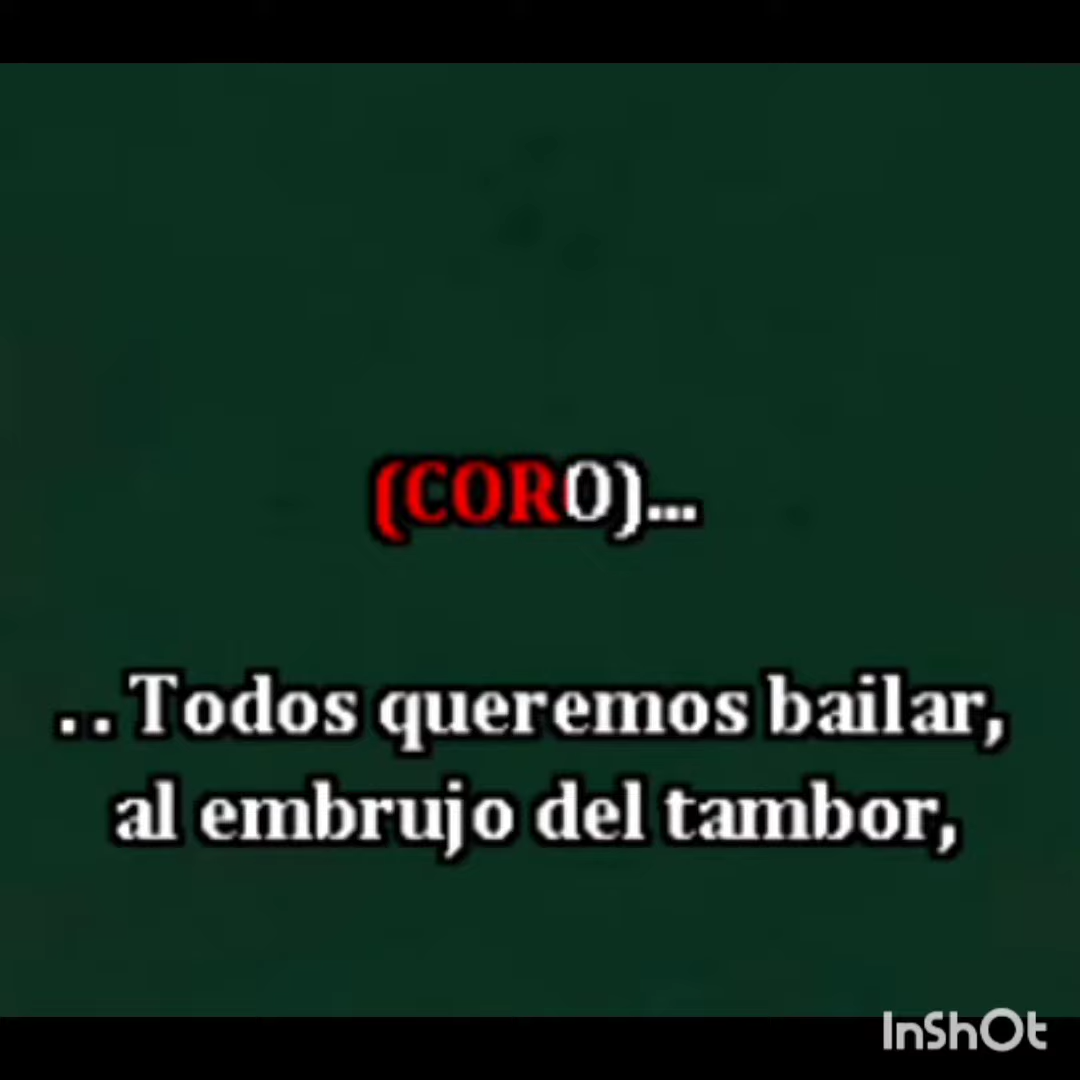 (CORO)...
. . Todos queremos bailar,
al embrujo del tambor,
InShOt